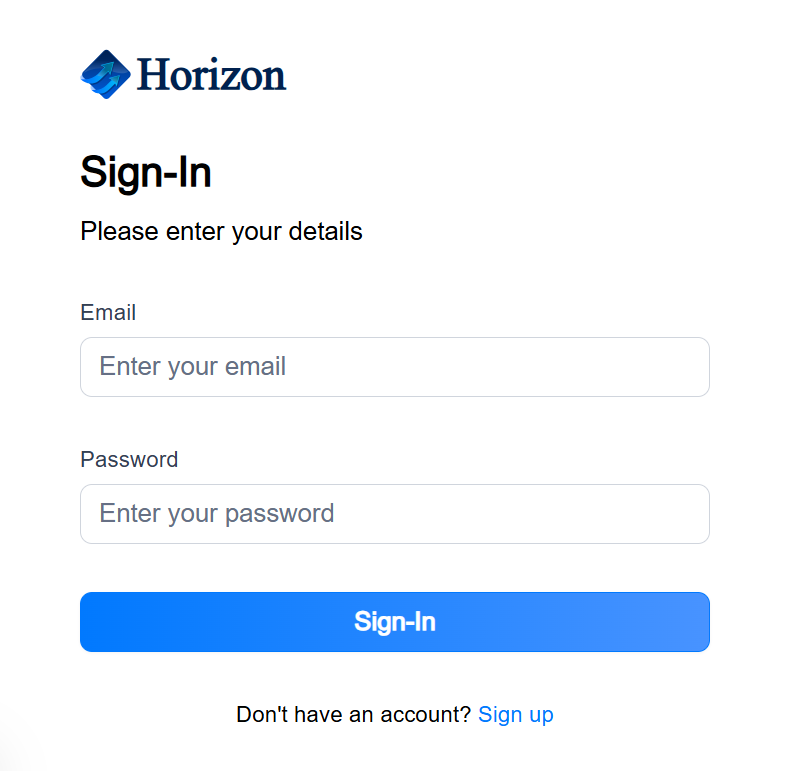 Horizon
Sign-In
Please enter your details
Email
Enter your email
Password
Enter your password
Sign-In
Don't have an account? Sign up